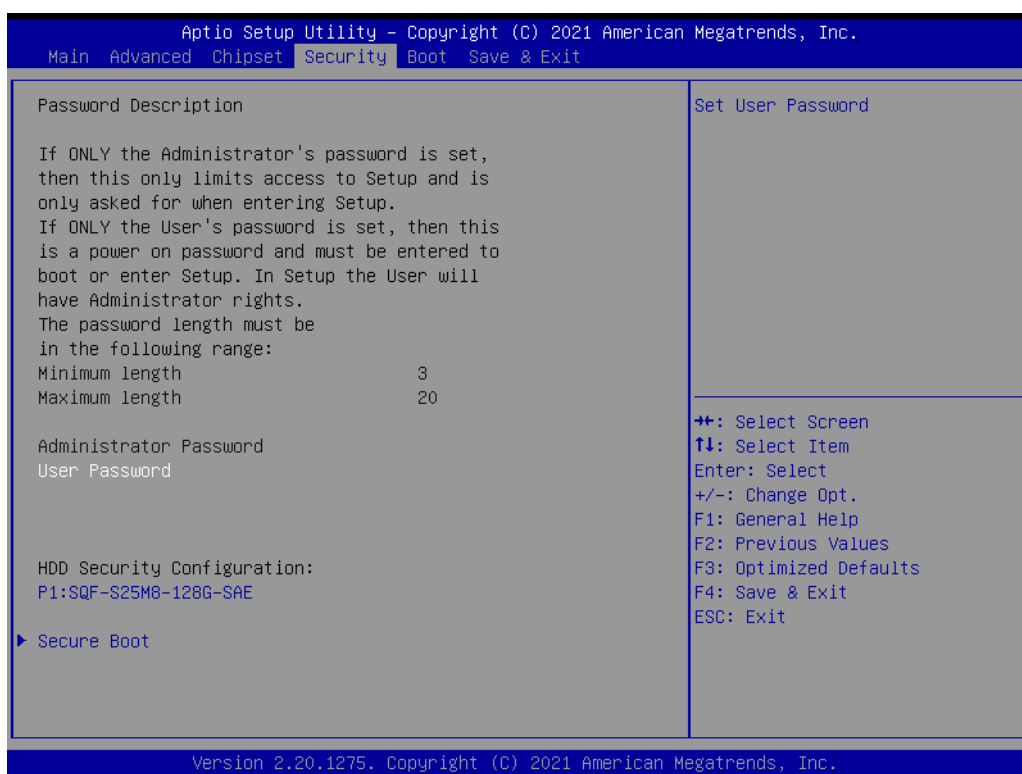 Aptio Setup Utility – Copyright (C) 2021 American Megatrends, Inc.
Main Advanced Chipset Security Boot Save & Exit
Password Description
If ONLY the Administrator's password is set,
then this only limits access to Setup and is
only asked for when entering Setup.
If ONLY the User's password is set, then this
is a power on password and must be entered to
boot or enter Setup. In Setup the User will
have Administrator rights.
The password length must be
in the following range:
Minimum length 3
Maximum length 20
Administrator Password
User Password
HDD Security Configuration:
P1:SQF-S25M8-128G-SAE
Secure Boot
Set User Password
→←: Select Screen
↑↓: Select Item
Enter: Select
+/-: Change Opt.
F1: General Help
F2: Previous Values
F3: Optimized Defaults
F4: Save & Exit
ESC: Exit
Version 2.20.1275. Copyright (C) 2021 American Megatrends, Inc.